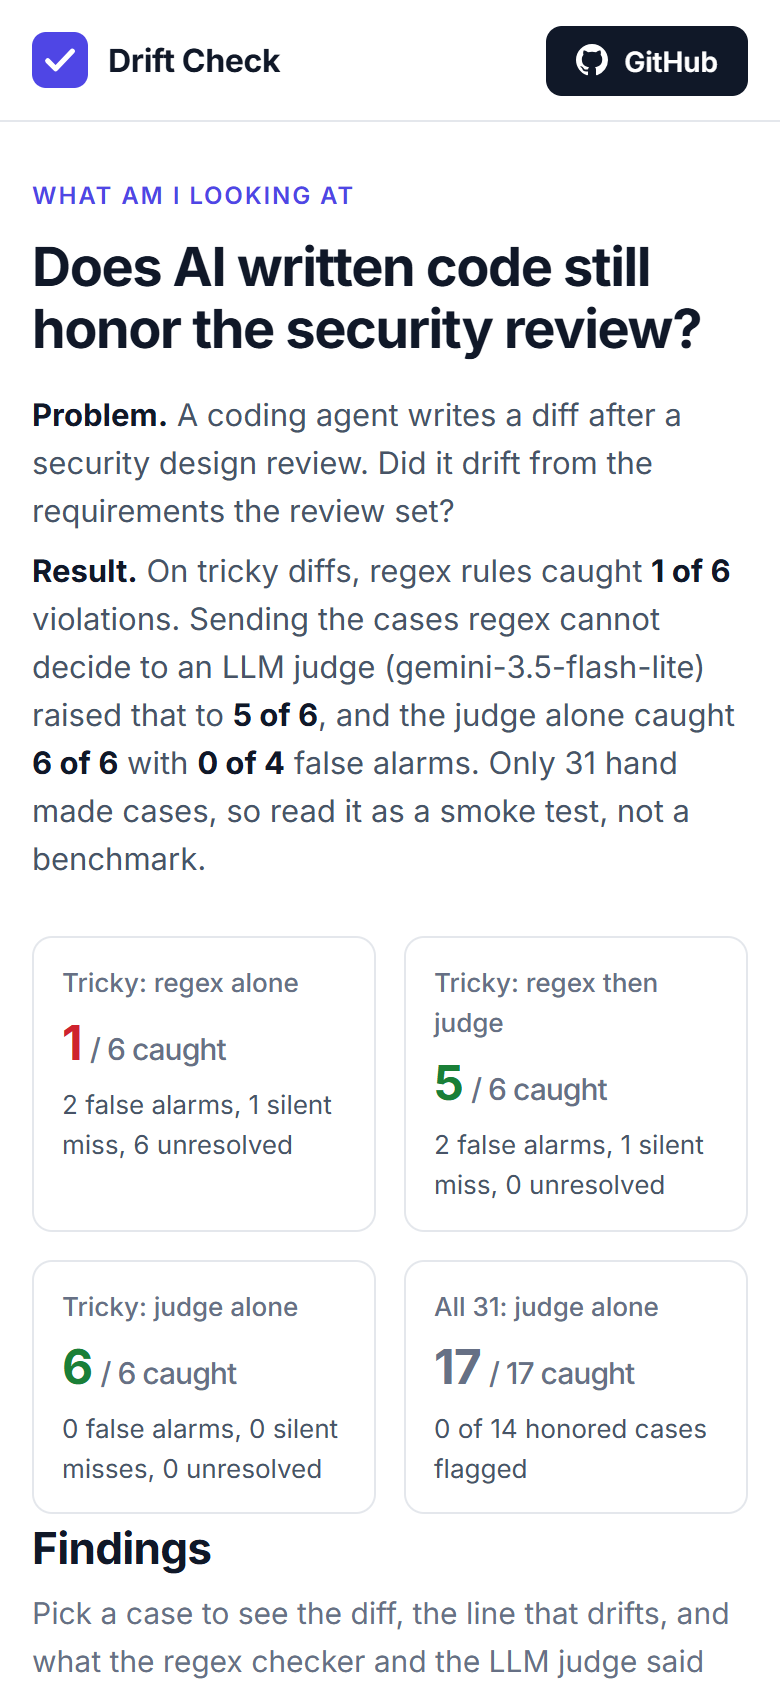 Drift Check
GitHub
WHAT AM I LOOKING AT
Does AI written code still
honor the security review?
Problem. A coding agent writes a diff after a
security design review. Did it drift from the
requirements the review set?
Result. On tricky diffs, regex rules caught 1 of 6
violations. Sending the cases regex cannot
decide to an LLM judge (gemini-3.5-flash-lite)
raised that to 5 of 6, and the judge alone caught
6 of 6 with 0 of 4 false alarms. Only 31 hand
made cases, so read it as a smoke test, not a
benchmark.
Tricky: regex alone
1 / 6 caught
2 false alarms, 1 silent
miss, 6 unresolved
Tricky: regex then
judge
5 / 6 caught
2 false alarms, 1 silent
miss, 0 unresolved
Tricky: judge alone
6 / 6 caught
0 false alarms, 0 silent
misses, 0 unresolved
All 31: judge alone
17 / 17 caught
0 of 14 honored cases
flagged
Findings
Pick a case to see the diff, the line that drifts, and
what the regex checker and the LLM judge said